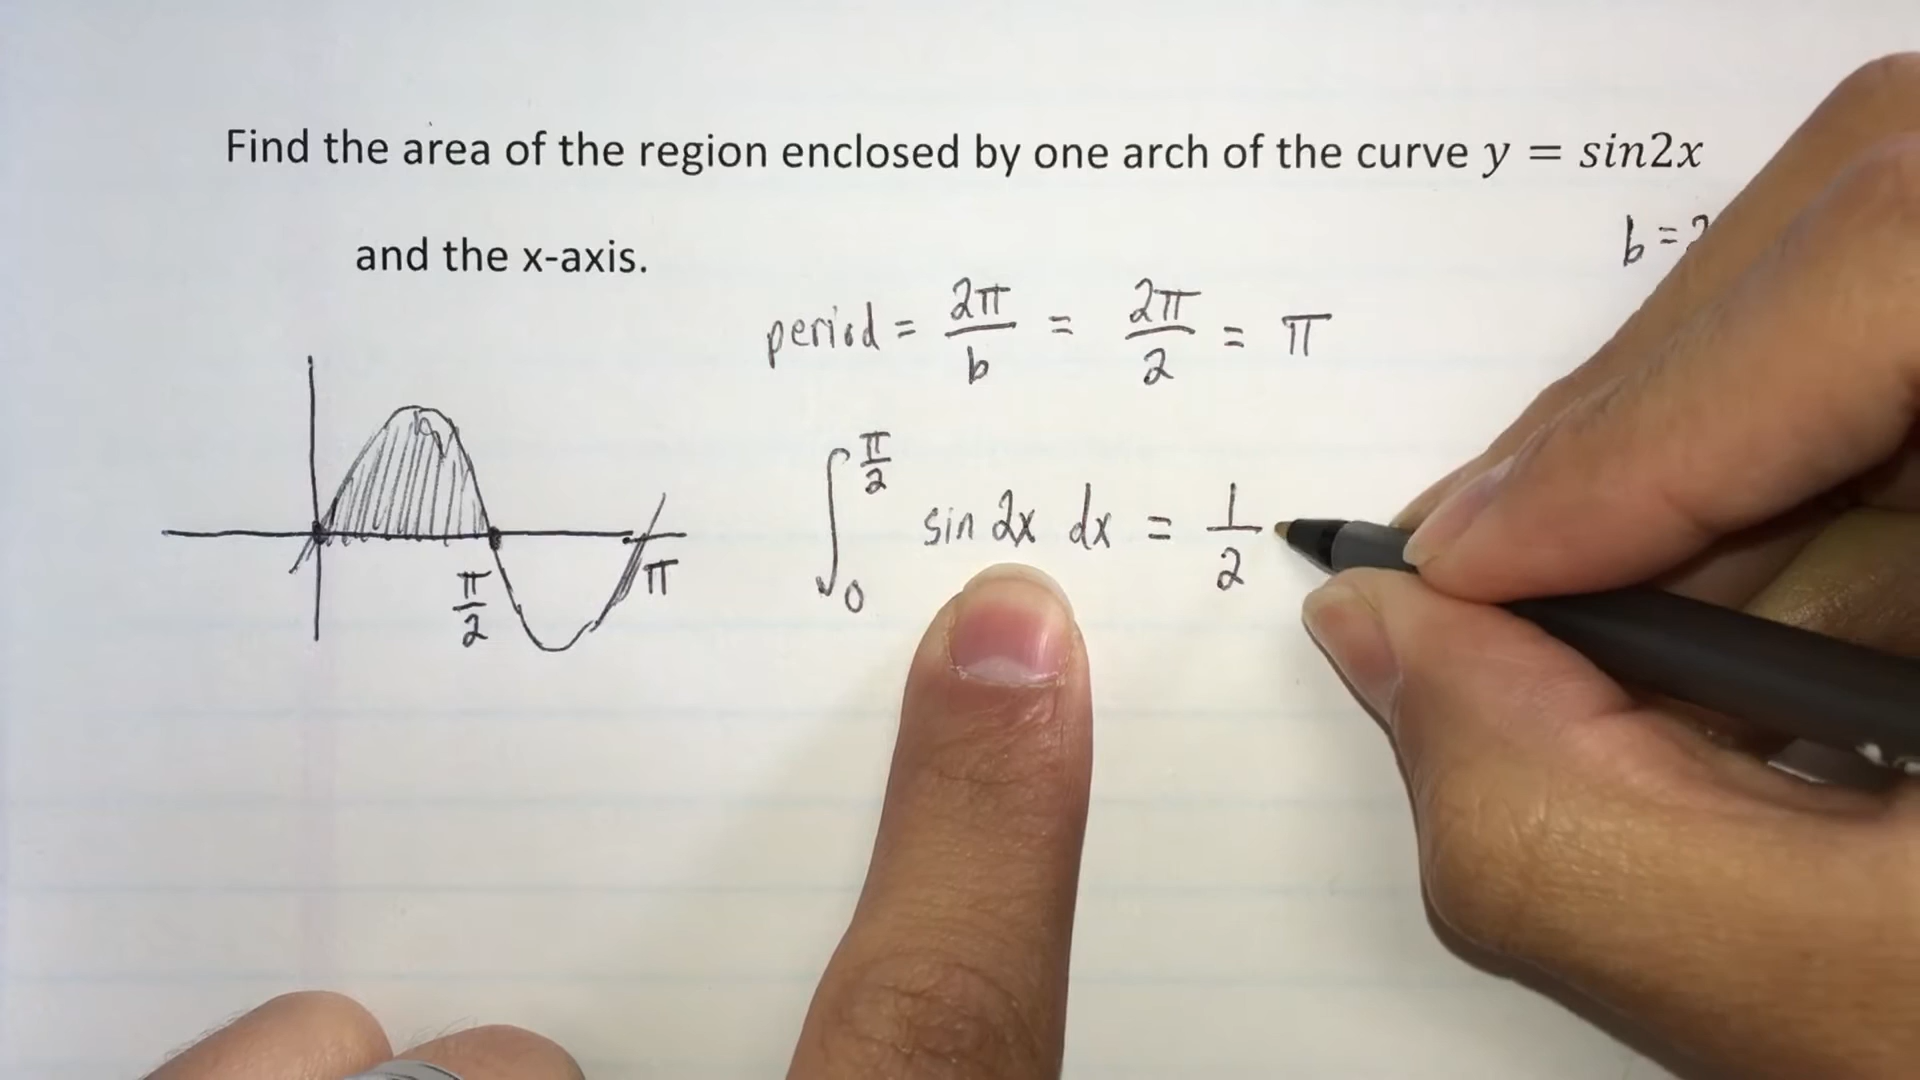 Find the area of the region enclosed by one arch of the curve y = sin2x
b = 2
and the x-axis.
period = 2π/b = 2π/2 = π
∫₀^(π/2) sin 2x dx = 1/2
π/2
π